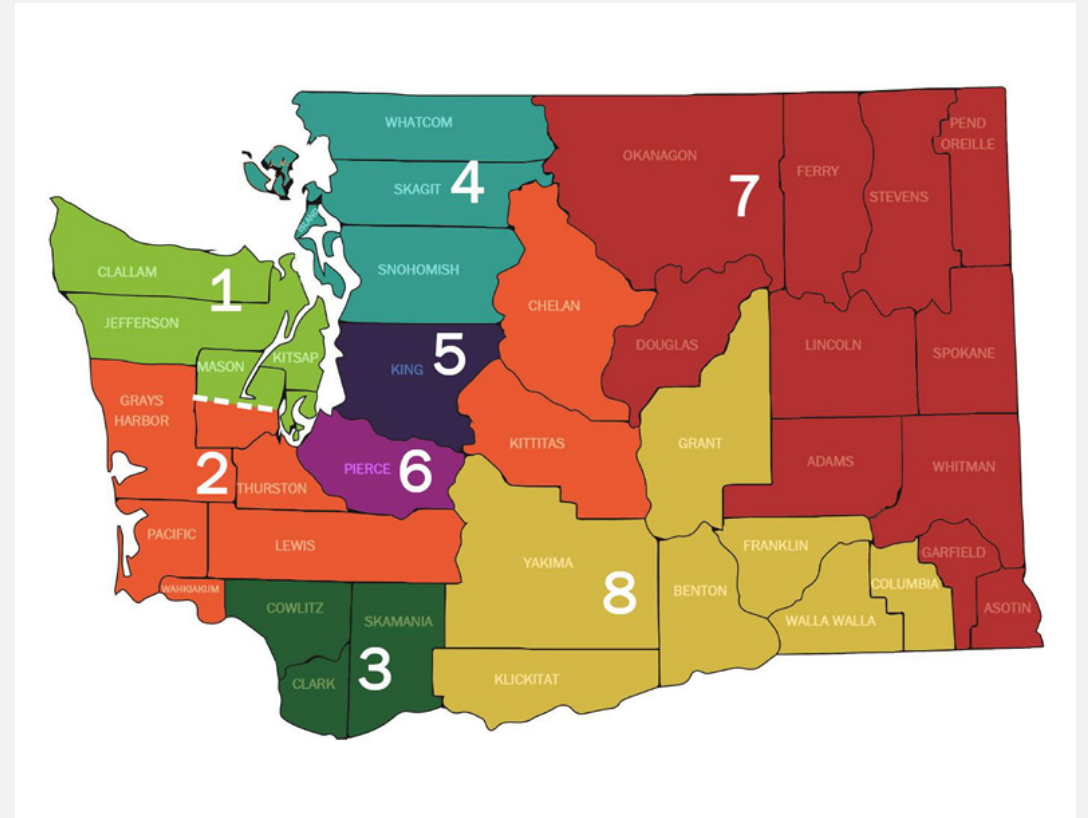 WHATCOM
SKAGIT
4
SNOHOMISH
ISLAND
OKANAGON
7
FERRY
STEVENS
PEND
OREILLE
CLALLAM
1
JEFFERSON
MASON
KITSAP
KING
5
CHELAN
DOUGLAS
LINCOLN
SPOKANE
GRAYS
HARBOR
2
THURSTON
PIERCE
6
KITTITAS
GRANT
ADAMS
WHITMAN
PACIFIC
LEWIS
WAHKIAKUM
YAKIMA
8
BENTON
FRANKLIN
WALLA WALLA
COLUMBIA
GARFIELD
ASOTIN
COWLITZ
SKAMANIA
CLARK
3
KLICKITAT